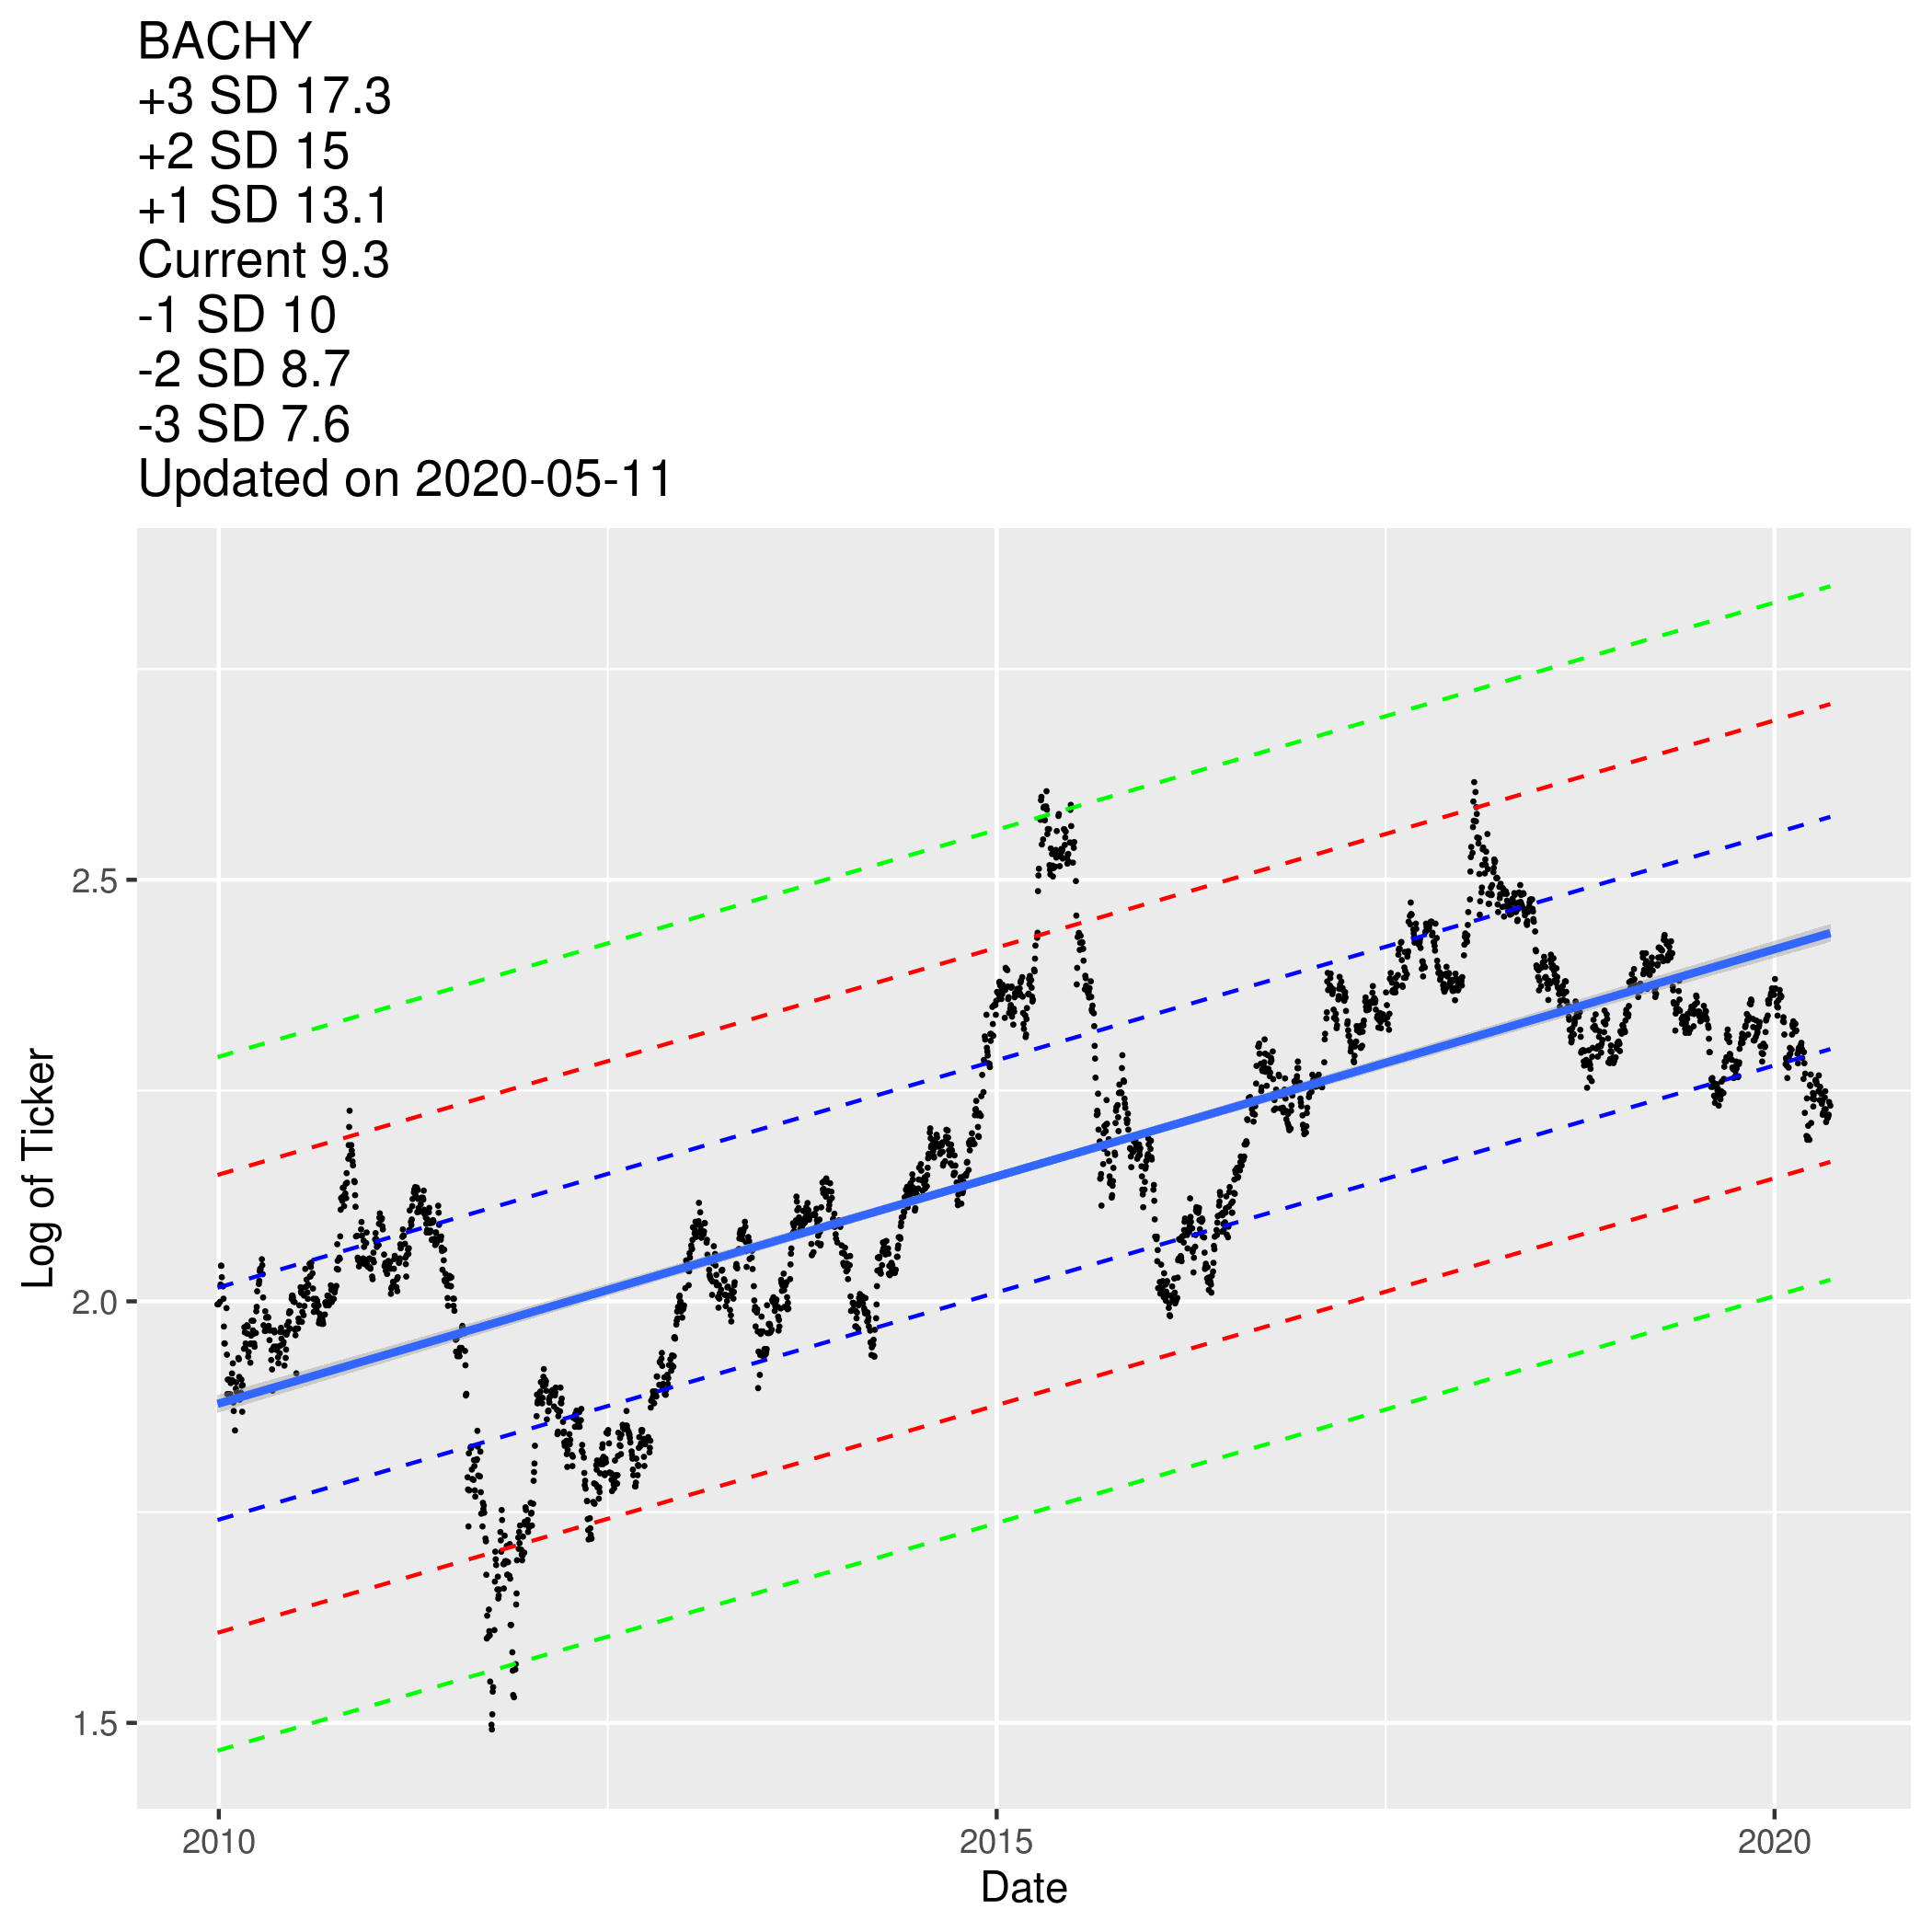 BACHY
+3 SD 17.3
+2 SD 15
+1 SD 13.1
Current 9.3
-1 SD 10
-2 SD 8.7
-3 SD 7.6
Updated on 2020-05-11
Log of Ticker
2.5
2.0
1.5
2010 2015 2020
Date